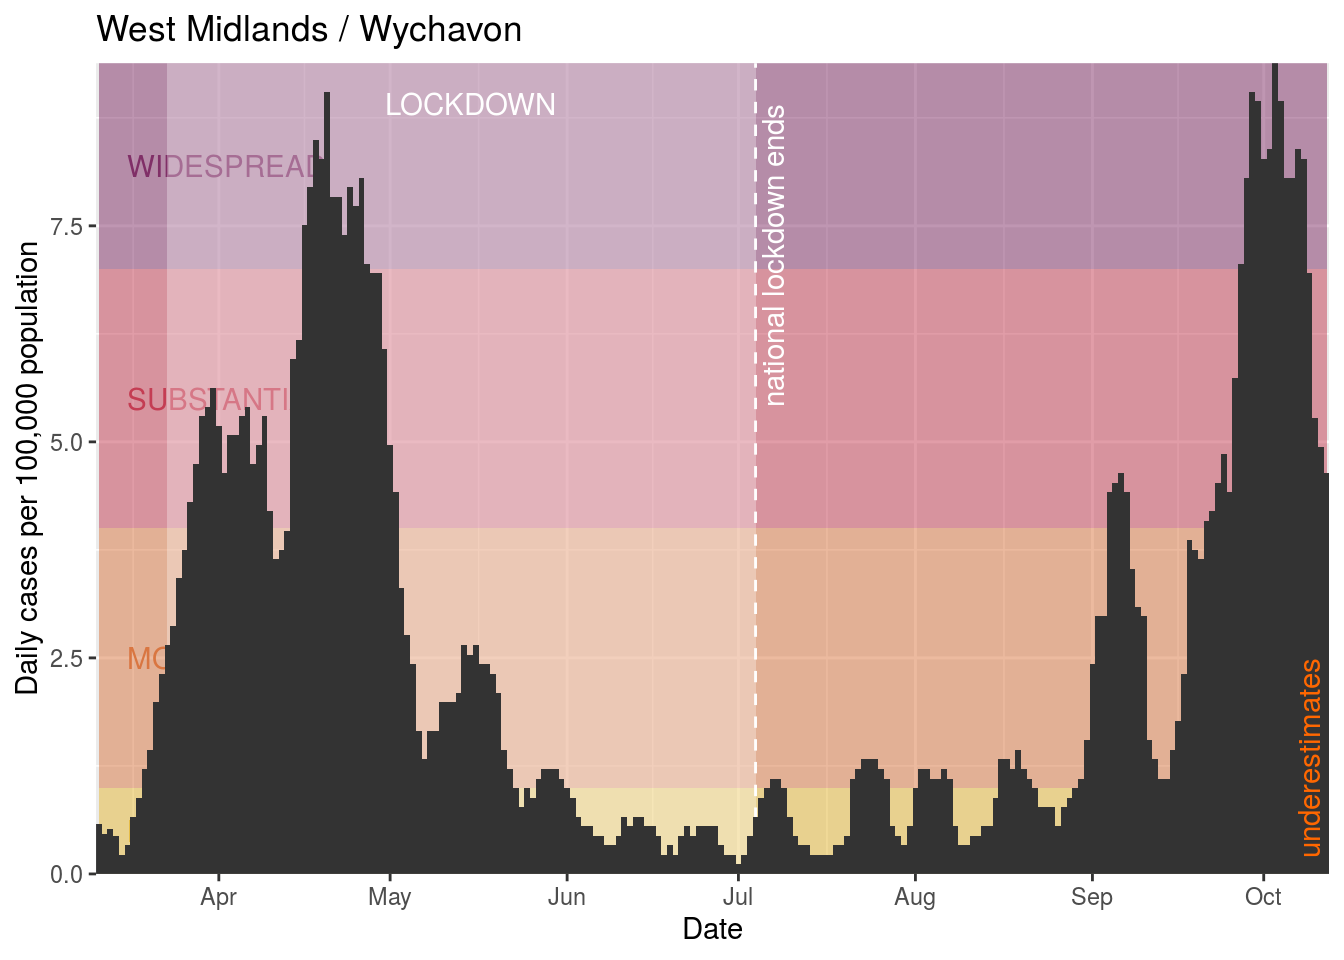 West Midlands / Wychavon
LOCKDOWN
WIDESPREAD
SUBSTANTI
MO
national lockdown ends
underestimates
Daily cases per 100,000 population
7.5
5.0
2.5
0.0
Apr May Jun Jul Aug Sep Oct
Date